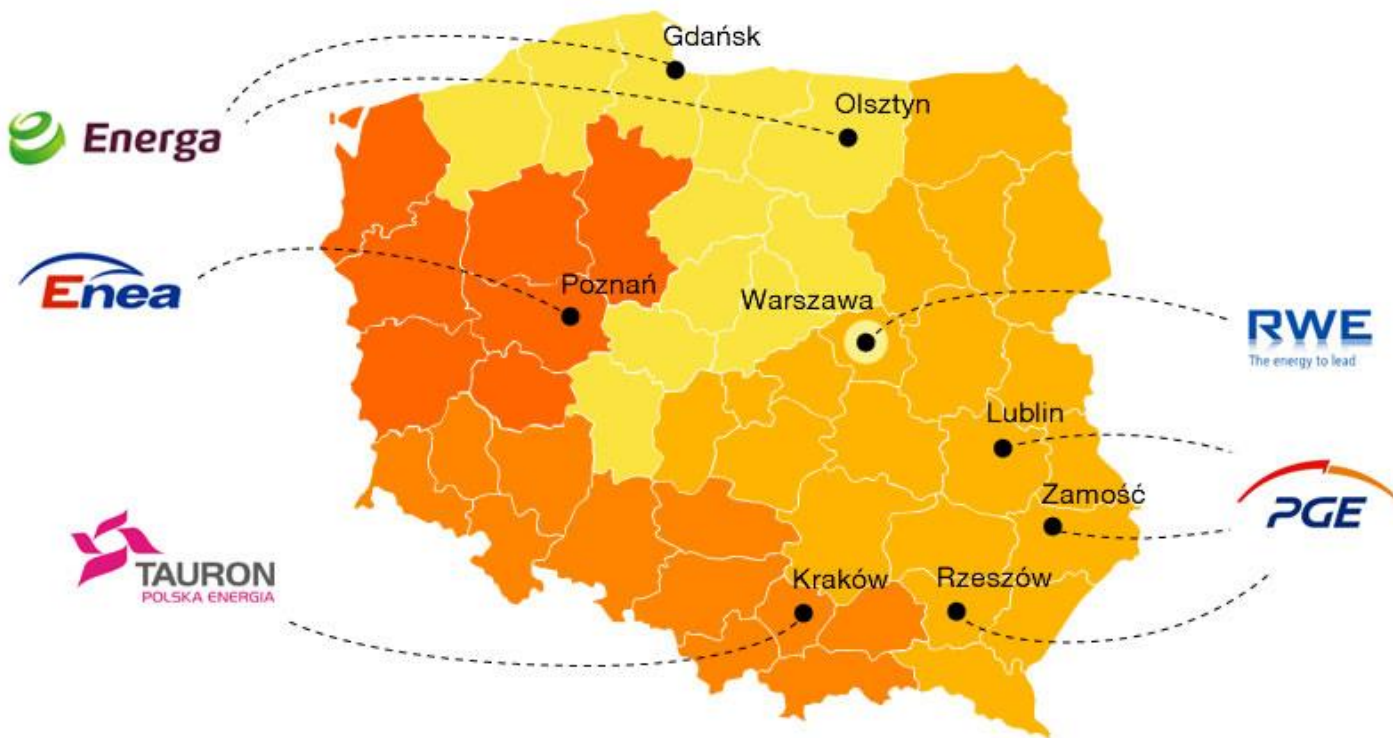 Gdańsk
Olsztyn
Energa
Enea
Poznań
Warszawa
RWE
The energy to lead
Lublin
Zamość
PGE
TAURON
POLSKA ENERGIA
Kraków
Rzeszów